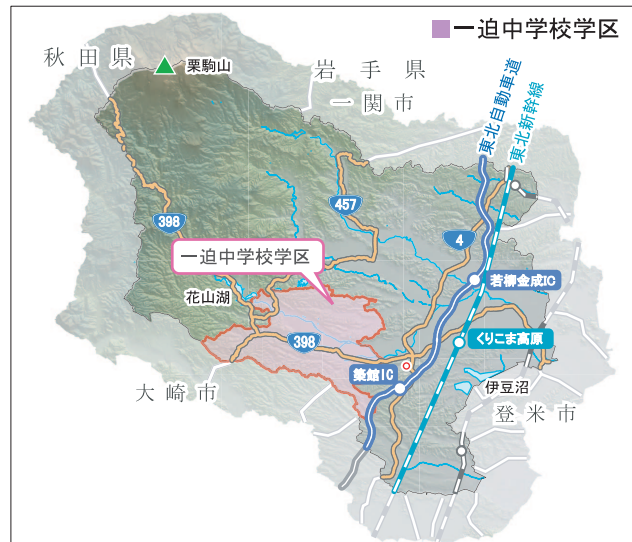 一迫中学校学区
秋田県
栗駒山
岩手県
一関市
東北自動車道
東北新幹線
398
457
4
一迫中学校学区
花山湖
若柳金成IC
398
くりこま高原
築館IC
大崎市
伊豆沼
登米市